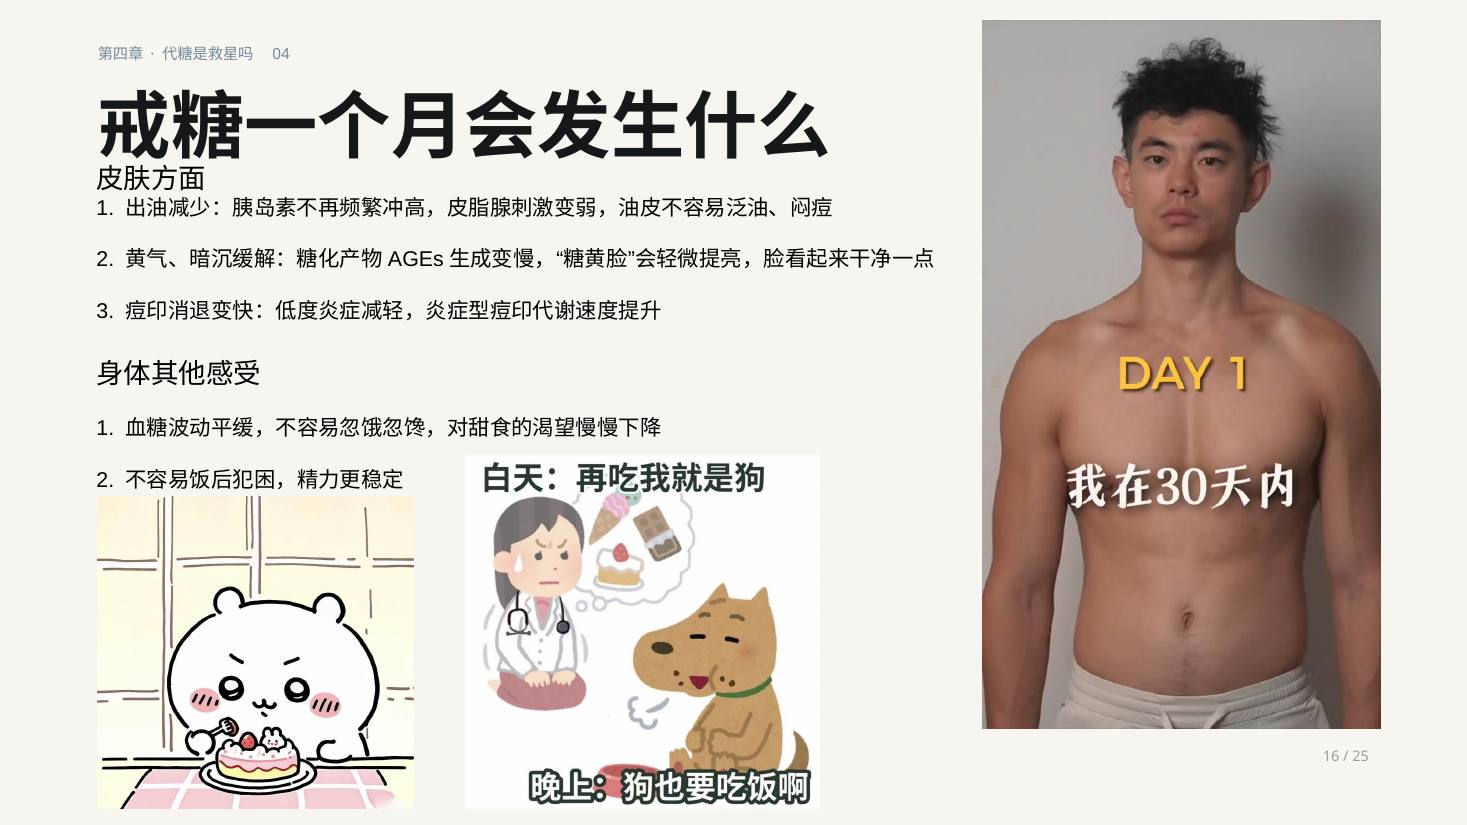 第四章 · 代糖是救星吗 04
戒糖一个月会发生什么
皮肤方面
1. 出油减少：胰岛素不再频繁冲高，皮脂腺刺激变弱，油皮不容易泛油、闷痘
2. 黄气、暗沉缓解：糖化产物 AGEs 生成变慢，“糖黄脸”会轻微提亮，脸看起来干净一点
3. 痘印消退变快：低度炎症减轻，炎症型痘印代谢速度提升
身体其他感受
1. 血糖波动平缓，不容易忽饿忽馋，对甜食的渴望慢慢下降
2. 不容易饭后犯困，精力更稳定
白天：再吃我就是狗
晚上：狗也要吃饭啊
DAY 1
我在30天内
16 / 25